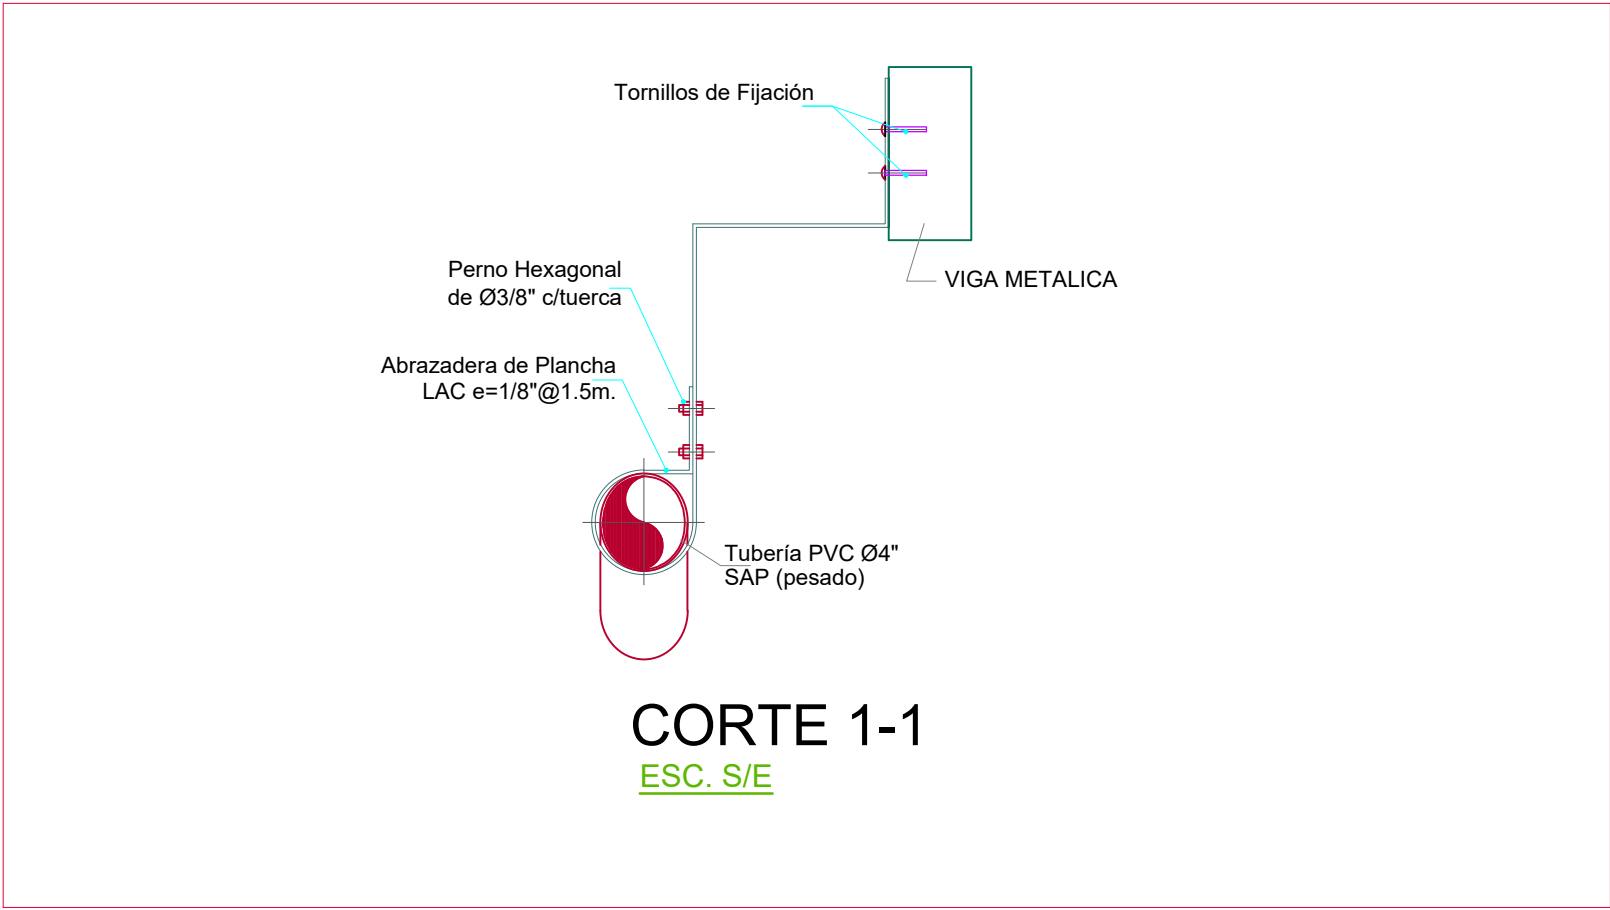 Tornillos de Fijación
VIGA METALICA
Perno Hexagonal
de Ø3/8" c/tuerca
Abrazadera de Plancha
LAC e=1/8"@1.5m.
Tubería PVC Ø4"
SAP (pesado)
CORTE 1-1
ESC. S/E